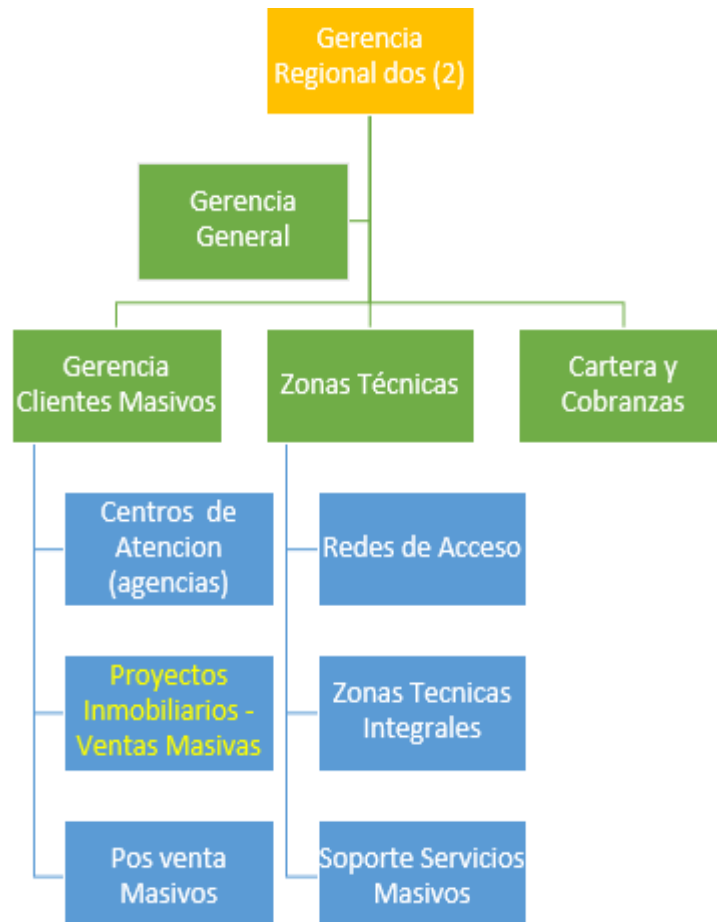 Gerencia
Regional dos (2)
Gerencia
General
Gerencia
Clientes Masivos
Zonas Técnicas
Cartera y
Cobranzas
Centros de
Atencion
(agencias)
Redes de Acceso
Proyectos
Inmobiliarios -
Ventas Masivas
Zonas Tecnicas
Integrales
Pos venta
Masivos
Soporte Servicios
Masivos